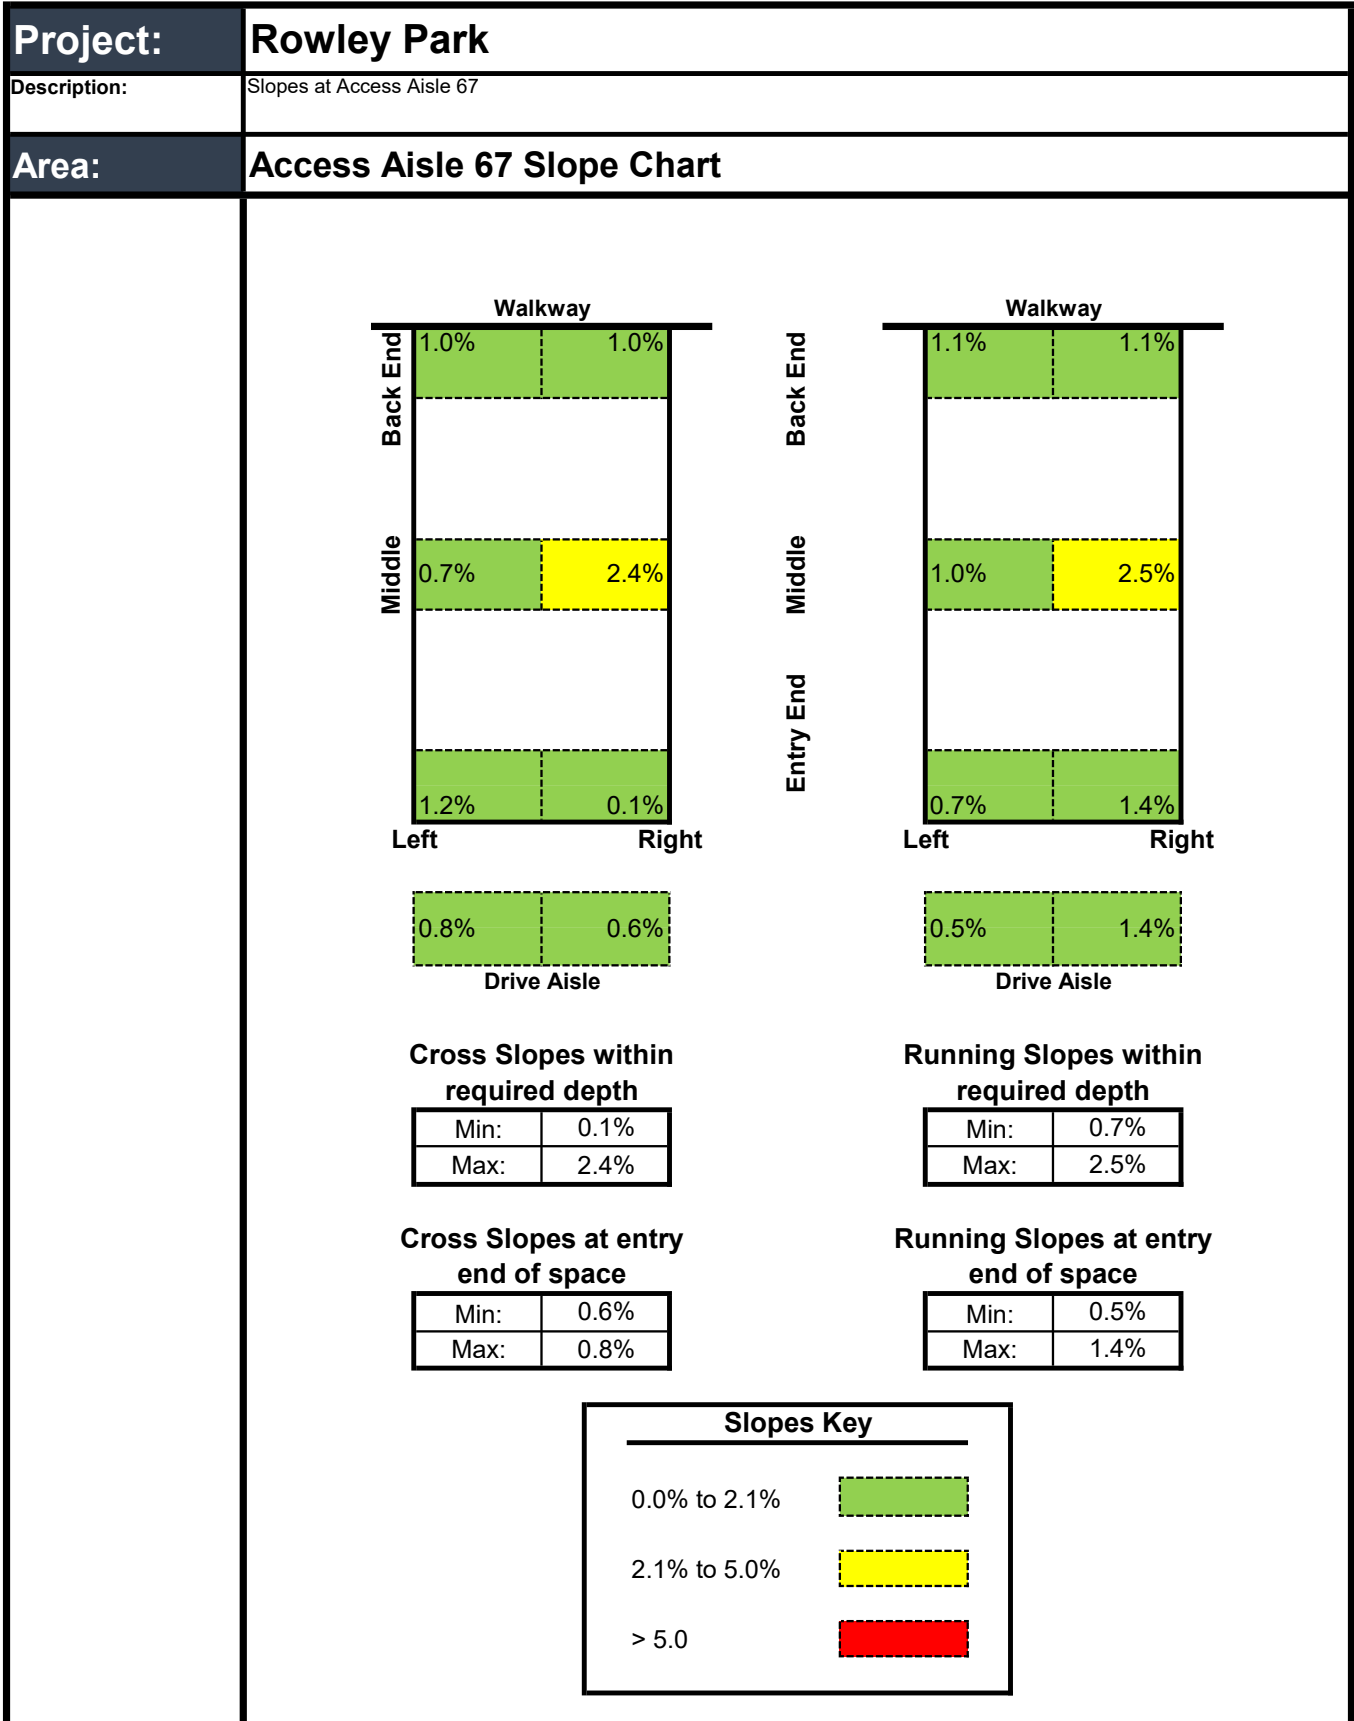 Project: Rowley Park
Description: Slopes at Access Aisle 67
Area: Access Aisle 67 Slope Chart
Walkway Walkway
Back End 1.0% 1.0% Back End 1.1% 1.1%
Middle 0.7% 2.4% Middle 1.0% 2.5%
1.2% 0.1% Entry End 0.7% 1.4%
Left Right Left Right
0.8% 0.6% 0.5% 1.4%
Drive Aisle Drive Aisle
Cross Slopes within Running Slopes within
required depth required depth
Min: 0.1% Min: 0.7%
Max: 2.4% Max: 2.5%
Cross Slopes at entry Running Slopes at entry
end of space end of space
Min: 0.6% Min: 0.5%
Max: 0.8% Max: 1.4%
Slopes Key
0.0% to 2.1%
2.1% to 5.0%
> 5.0